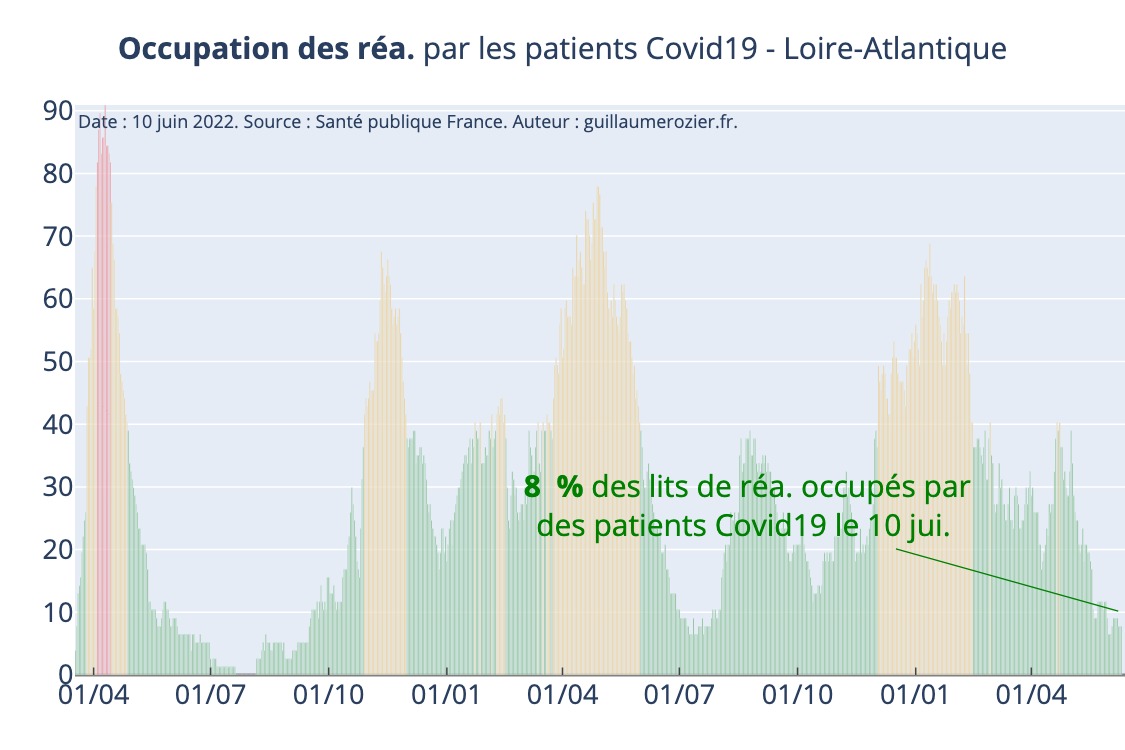 Occupation des réa. par les patients Covid19 - Loire-Atlantique
90
Date : 10 juin 2022. Source : Santé publique France. Auteur : guillaumerozier.fr.
80
70
60
50
40
30
8 % des lits de réa. occupés par
des patients Covid19 le 10 jui.
20
10
0
01/04 01/07 01/10 01/01 01/04 01/07 01/10 01/01 01/04